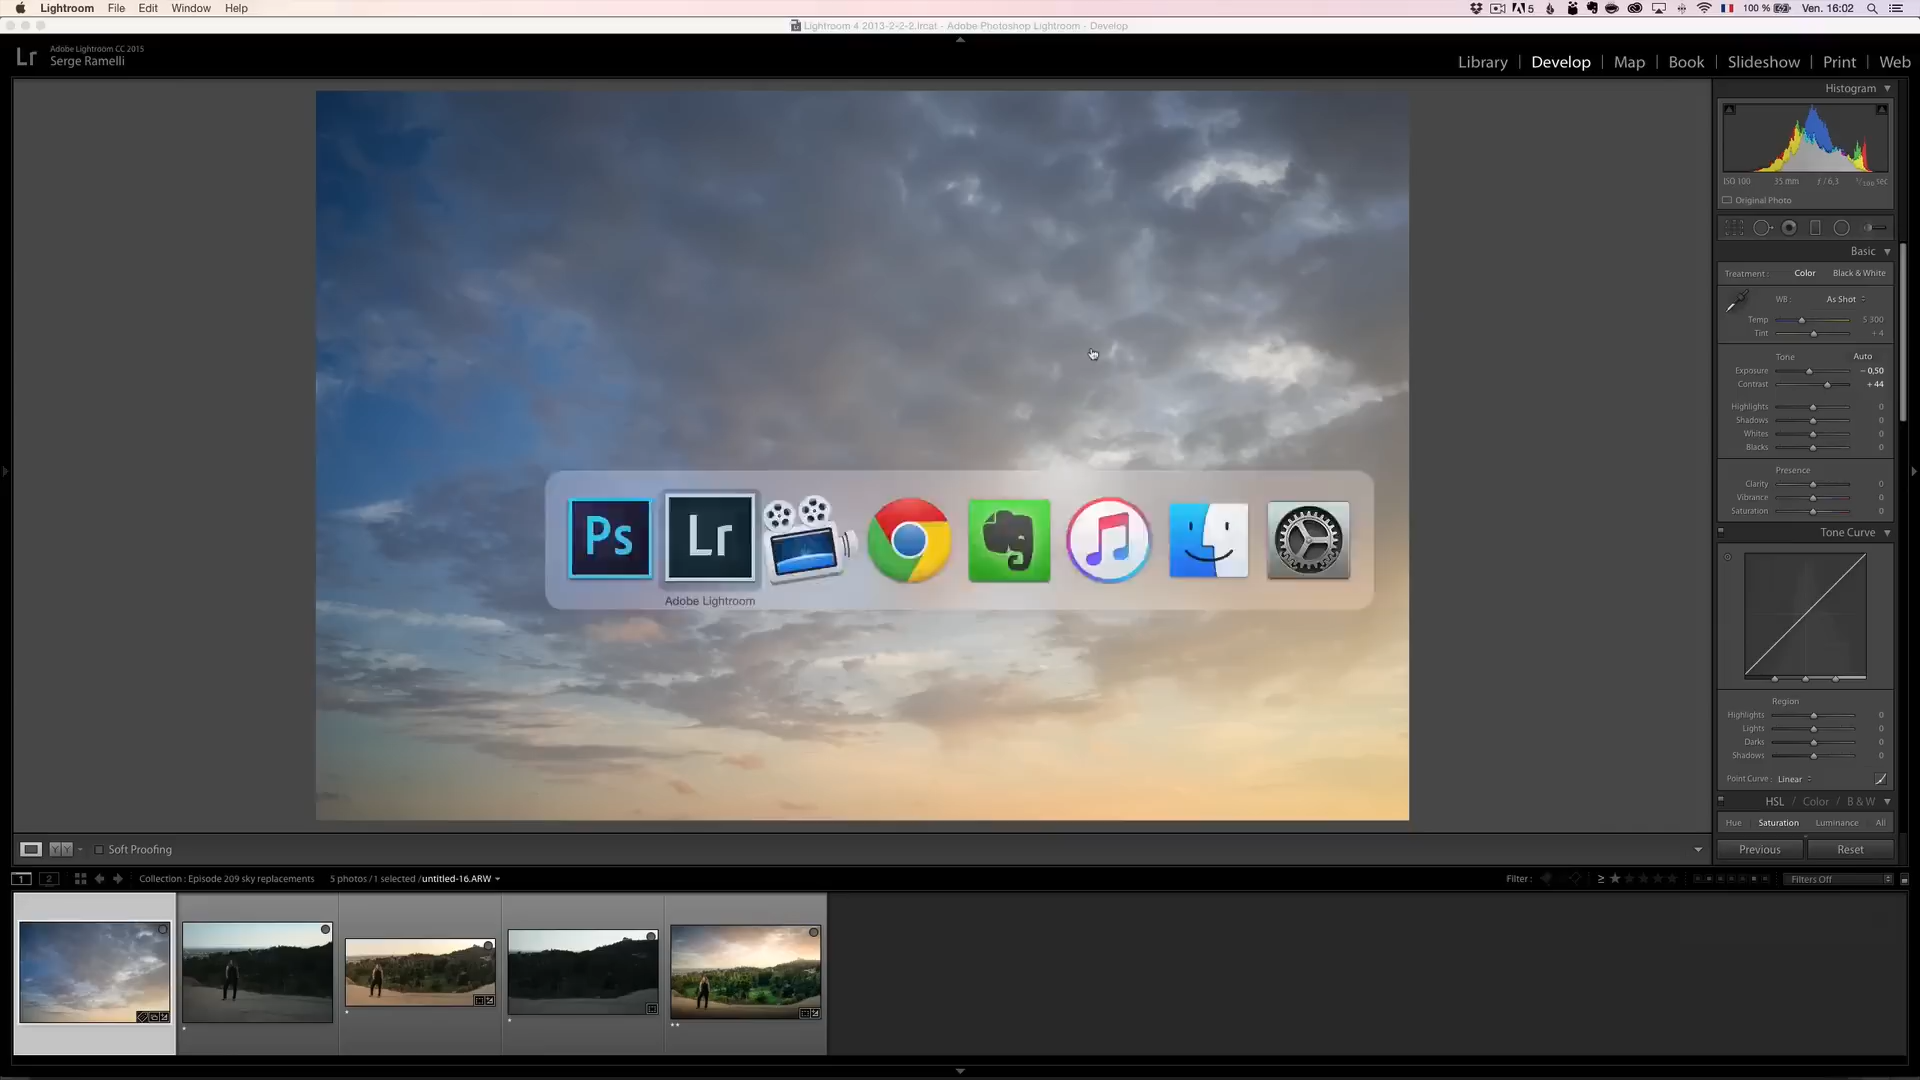 Lightroom File Edit Window Help 5 100 % Ven. 16:02
Lightroom 4 2013-2-2-2.lrcat - Adobe Photoshop Lightroom - Develop
Lr Adobe Lightroom CC 2015
Serge Ramelli
Library | Develop | Map | Book | Slideshow | Print | Web
Histogram
ISO 100 35 mm ƒ / 6,3
Original Photo
Basic
Treatment : Color Black & White
WB : As Shot
Temp 5 300
Tint + 4
Tone Auto
Exposure − 0,50
Contrast + 44
Highlights 0
Shadows 0
Whites 0
Blacks 0
Presence
Clarity 0
Vibrance 0
Saturation 0
Tone Curve
Region
Highlights 0
Lights 0
Darks 0
Shadows 0
Point Curve : Linear
HSL / Color / B & W
Hue Saturation Luminance All
Previous Reset
Ps Lr
Adobe Lightroom
Y Y Soft Proofing
1 2 Collection : Episode 209 sky replacements 5 photos / 1 selected / untitled-16.ARW Filter : ≥ Filters Off